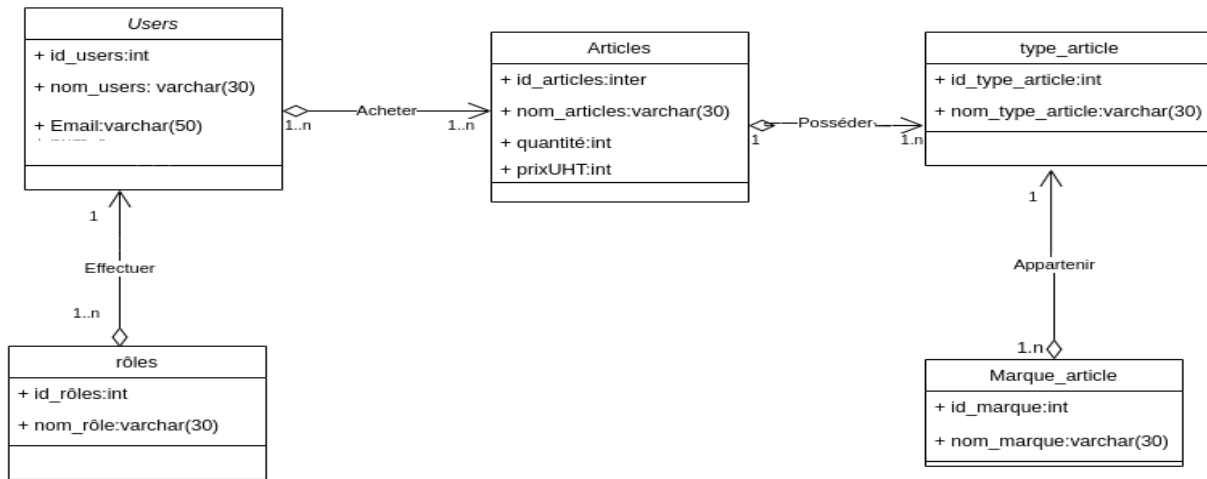 Users
+ id_users:int
+ nom_users: varchar(30)
+ Email:varchar(50)
1..n
Acheter
1..n
Articles
+ id_articles:inter
+ nom_articles:varchar(30)
+ quantité:int
+ prixUHT:int
1
Posséder
1.n
type_article
+ id_type_article:int
+ nom_type_article:varchar(30)
1
Effectuer
1..n
rôles
+ id_rôles:int
+ nom_rôle:varchar(30)
1
Appartenir
1.n
Marque_article
+ id_marque:int
+ nom_marque:varchar(30)